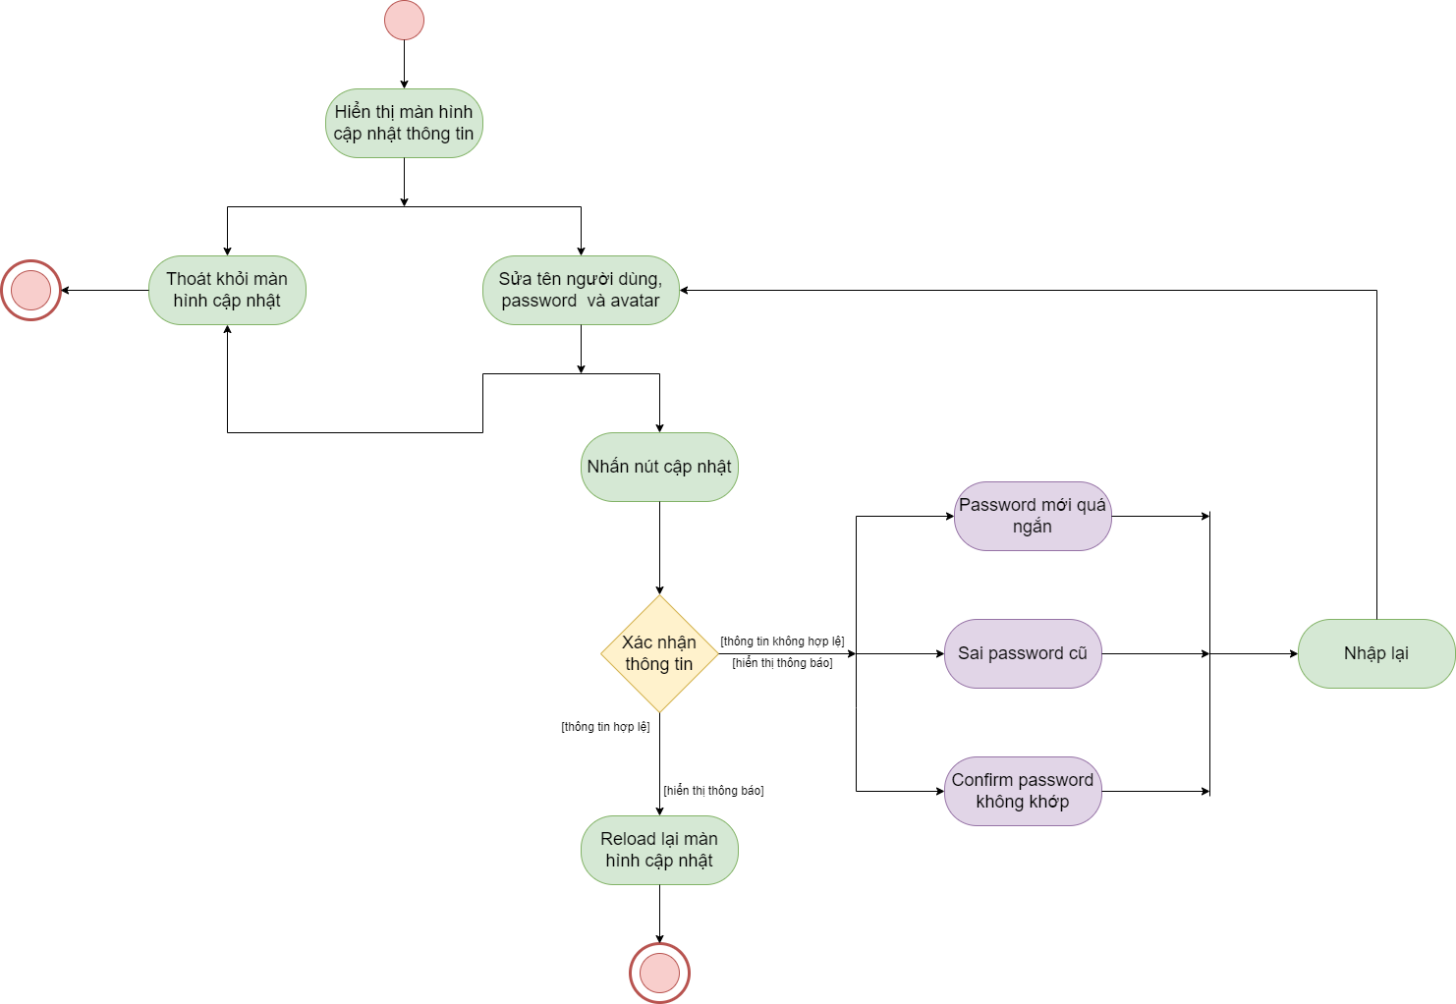 Hiển thị màn hình
cập nhật thông tin
Thoát khỏi màn
hình cập nhật
Sửa tên người dùng,
password và avatar
Nhấn nút cập nhật
Password mới quá
ngắn
Xác nhận
thông tin
[thông tin không hợp lệ]
[hiển thị thông báo]
Sai password cũ
Nhập lại
[thông tin hợp lệ]
[hiển thị thông báo]
Confirm password
không khớp
Reload lại màn
hình cập nhật